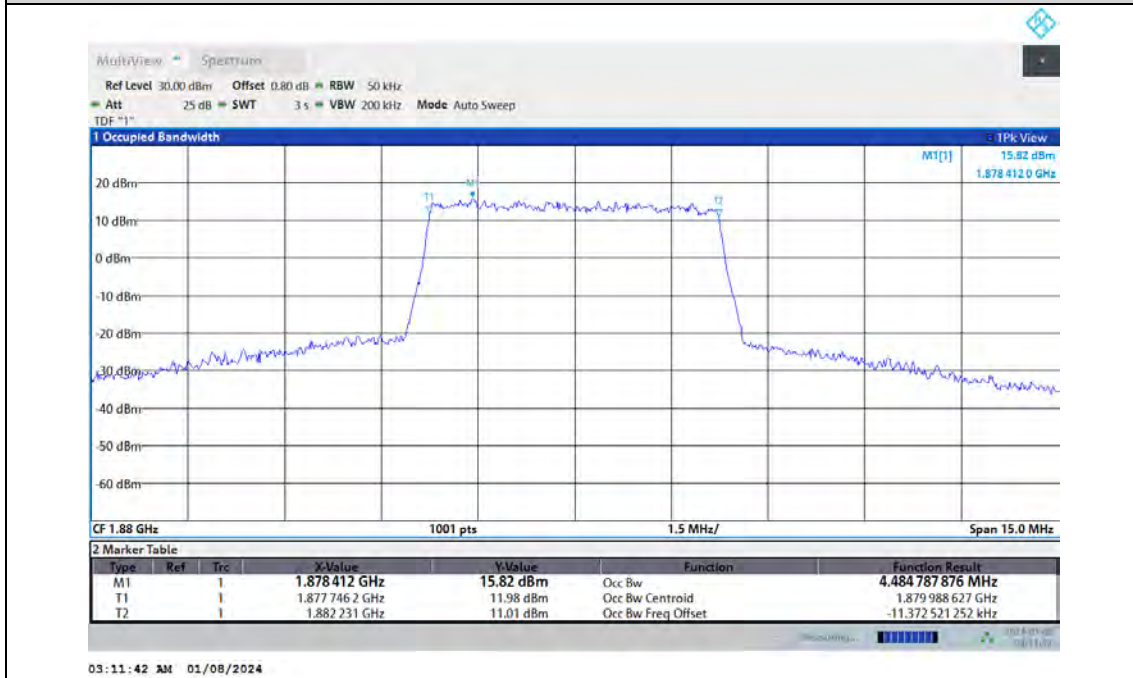 MultiView Spectrum
Ref Level 30.00 dBm Offset 0.80 dB RBW 50 kHz
Att 25 dB SWT 3 s VBW 200 kHz Mode Auto Sweep
TDF "1"
1 Occupied Bandwidth 1Pk View
M1[1] 15.82 dBm
1.878 412 0 GHz
20 dBm
M1
T1
T2
10 dBm
0 dBm
-10 dBm
-20 dBm
-30 dBm
-40 dBm
-50 dBm
-60 dBm
CF 1.88 GHz 1001 pts 1.5 MHz/ Span 15.0 MHz
2 Marker Table
Type Ref Trc X-Value Y-Value Function Function Result
M1 1 1.878 412 GHz 15.82 dBm Occ Bw 4.484 787 876 MHz
T1 1 1.877 746 2 GHz 11.98 dBm Occ Bw Centroid 1.879 988 627 GHz
T2 1 1.882 231 GHz 11.01 dBm Occ Bw Freq Offset -11.372 521 252 kHz
03:11:42 AM 01/08/2024